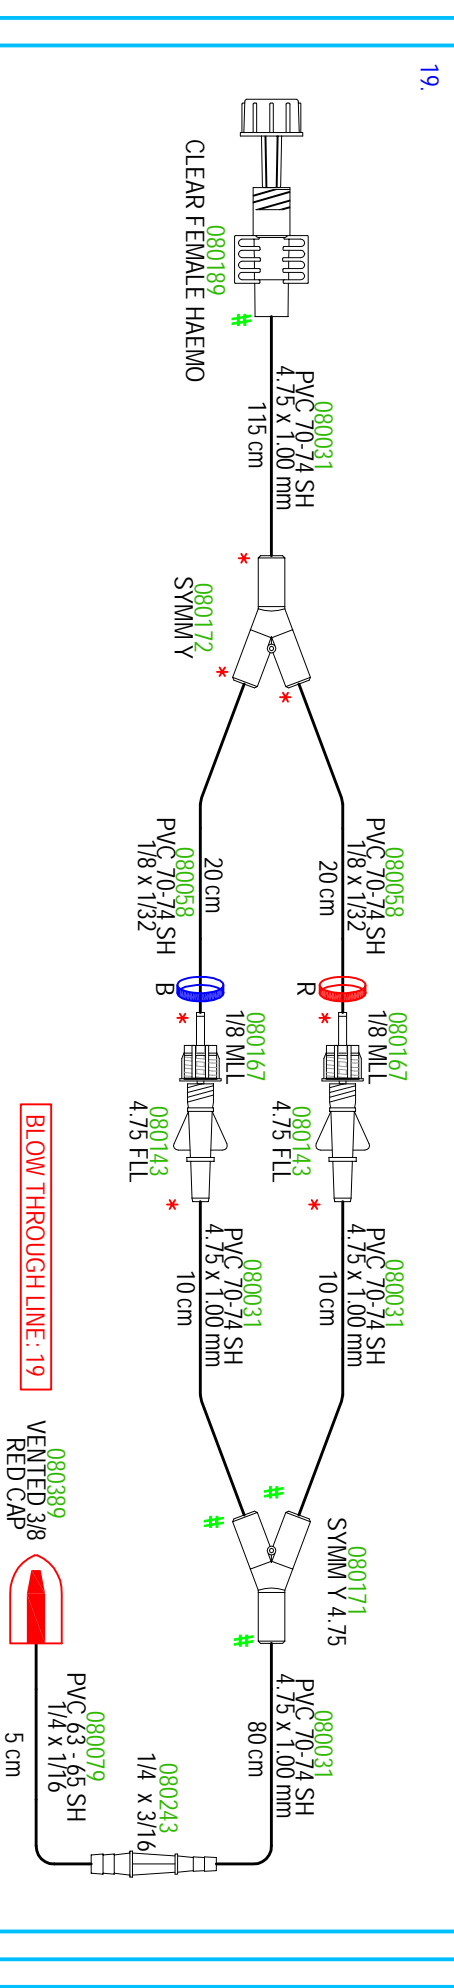 19.
080189
CLEAR FEMALE HAEMO
#
080031
PVC 70-74 SH
4.75 x 1.00 mm
115 cm
*
080172
SYMM Y
*
*
080058
PVC 70-74 SH
1/8 x 1/32
20 cm
R
*
080167
1/8 MLL
080143
4.75 FLL
*
080031
PVC 70-74 SH
4.75 x 1.00 mm
10 cm
20 cm
080058
PVC 70-74 SH
1/8 x 1/32
B
*
080167
1/8 MLL
080143
4.75 FLL
*
080031
PVC 70-74 SH
4.75 x 1.00 mm
10 cm
#
#
080171
SYMM Y 4.75
#
080031
PVC 70-74 SH
4.75 x 1.00 mm
80 cm
080243
1/4 x 3/16
080079
PVC 63 - 65 SH
1/4 x 1/16
5 cm
080389
VENTED 3/8
RED CAP
BLOW THROUGH LINE: 19